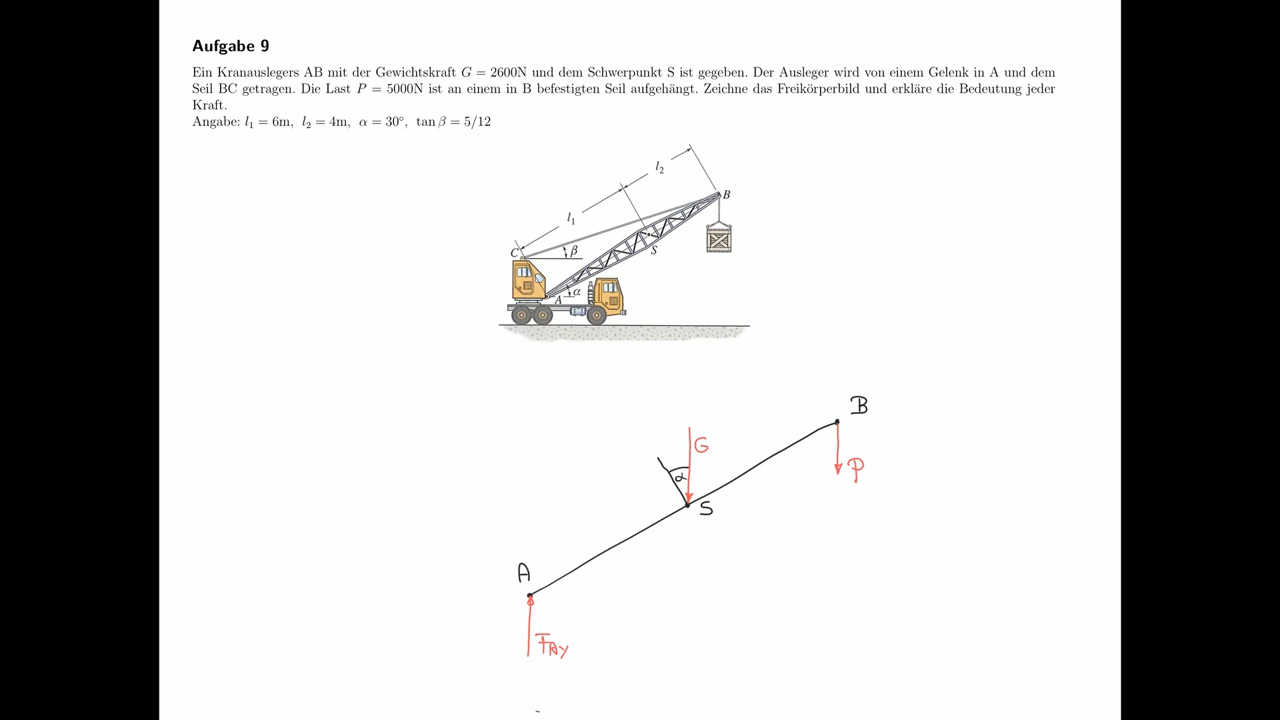 Aufgabe 9
Ein Kranauslegers AB mit der Gewichtskraft G = 2600N und dem Schwerpunkt S ist gegeben. Der Ausleger wird von einem Gelenk in A und dem
Seil BC getragen. Die Last P = 5000N ist an einem in B befestigten Seil aufgehängt. Zeichne das Freikörperbild und erkläre die Bedeutung jeder
Kraft.
Angabe: l₁ = 6m, l₂ = 4m, α = 30°, tan β = 5/12
l₂
B
l₁
C
β
S
A
α
B
G
P
α
S
A
F_AY